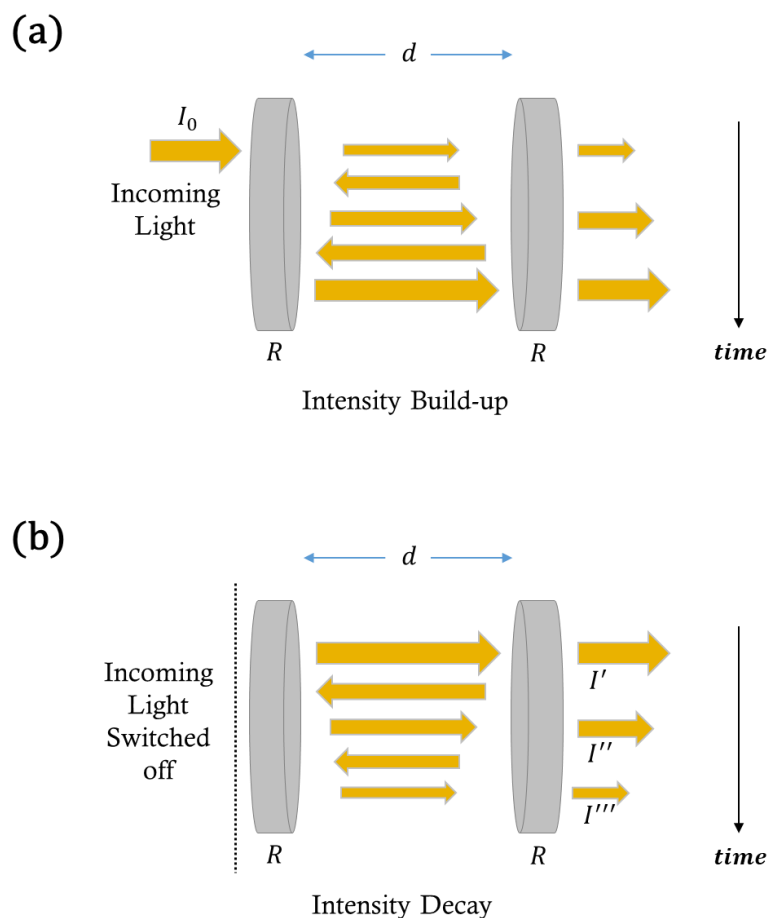 (a)
d
I₀
Incoming
Light
R
R
time
Intensity Build-up
(b)
d
Incoming
Light
Switched
off
I′
I′′
I′′′
R
R
time
Intensity Decay